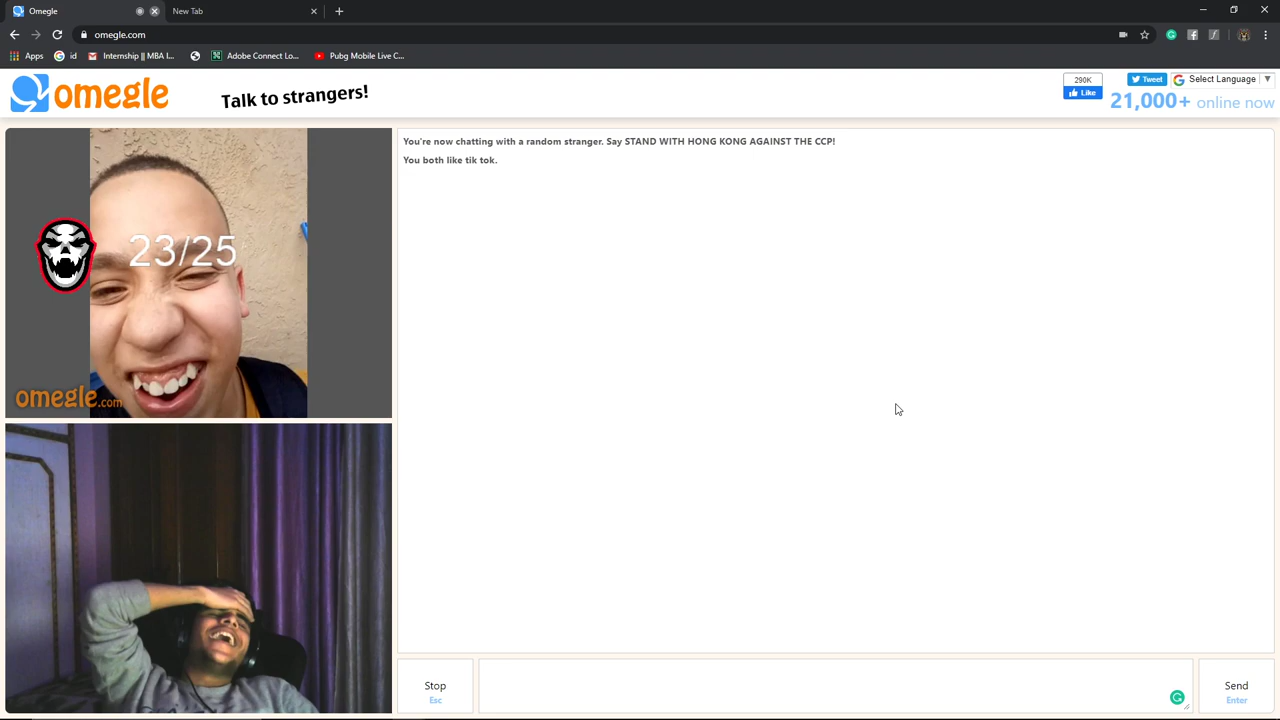 Omegle
New Tab
omegle.com
Apps
id
Internship || MBA I...
Adobe Connect Lo...
Pubg Mobile Live C...
omegle
Talk to strangers!
290K
Like
Tweet
Select Language
21,000+ online now
23/25
omegle.com
You're now chatting with a random stranger. Say STAND WITH HONG KONG AGAINST THE CCP!
You both like tik tok.
Stop
Esc
Send
Enter